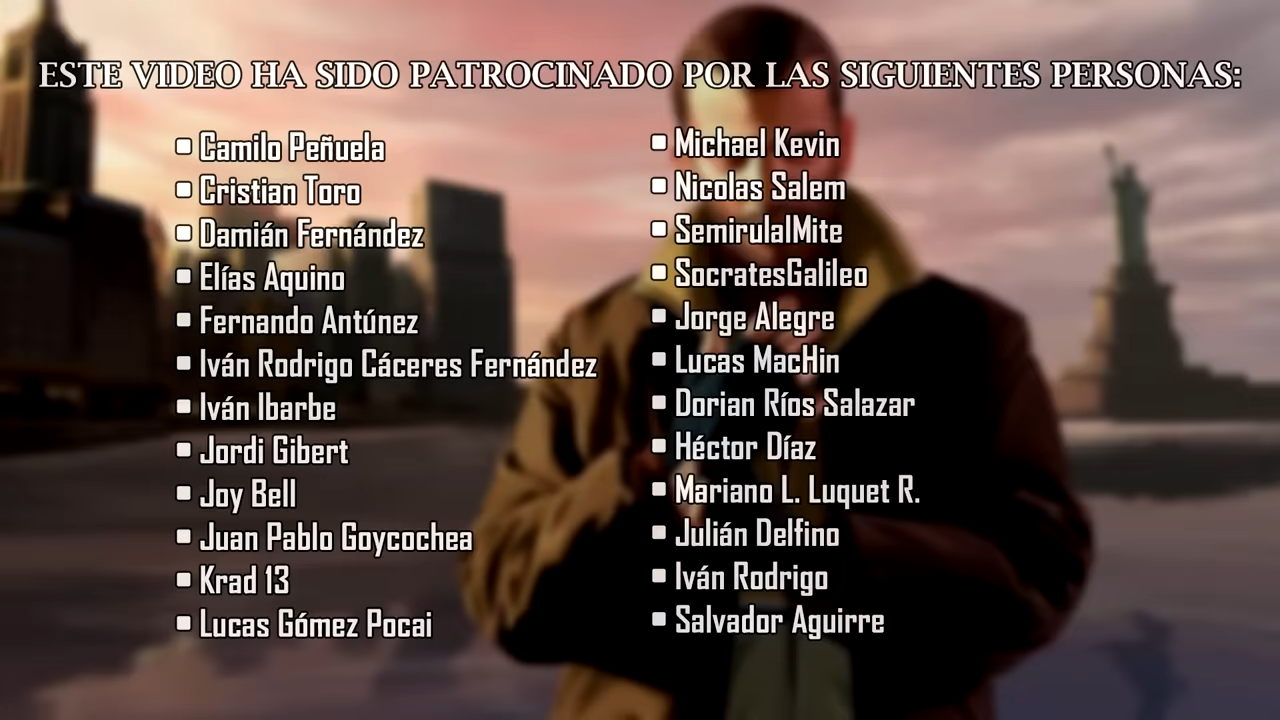 ESTE VIDEO HA SIDO PATROCINADO POR LAS SIGUIENTES PERSONAS:
Camilo Peñuela
Cristian Toro
Damián Fernández
Elías Aquino
Fernando Antúnez
Iván Rodrigo Cáceres Fernández
Iván Ibarbe
Jordi Gibert
Joy Bell
Juan Pablo Goycochea
Krad 13
Lucas Gómez Pocai
Michael Kevin
Nicolas Salem
SemirulalMite
SocratesGalileo
Jorge Alegre
Lucas MacHin
Dorian Ríos Salazar
Héctor Díaz
Mariano L. Luquet R.
Julián Delfino
Iván Rodrigo
Salvador Aguirre